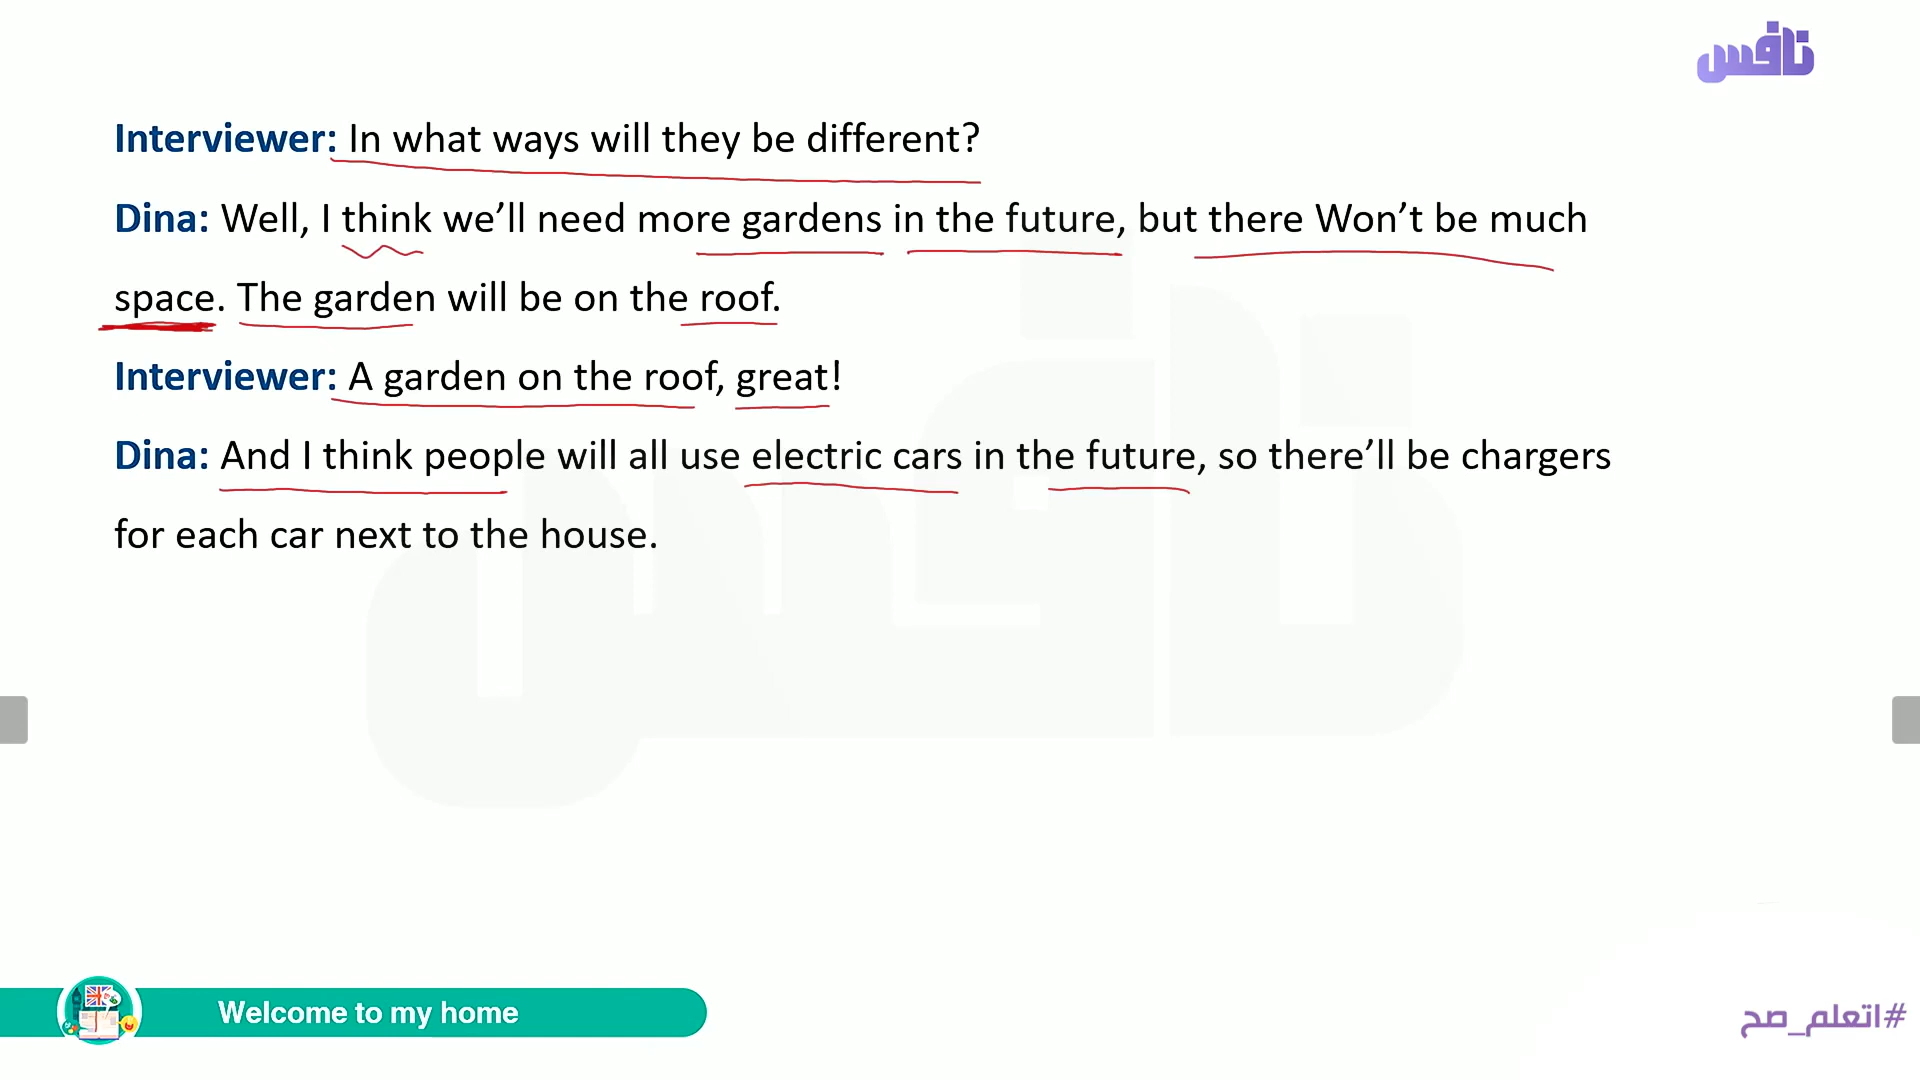 نافس
Interviewer: In what ways will they be different?
Dina: Well, I think we’ll need more gardens in the future, but there Won’t be much
space. The garden will be on the roof.
Interviewer: A garden on the roof, great!
Dina: And I think people will all use electric cars in the future, so there’ll be chargers
for each car next to the house.
Welcome to my home
#اتعلم_صح